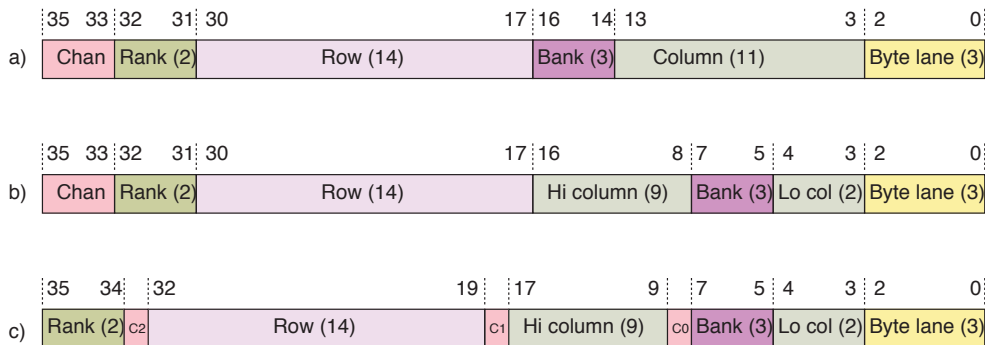 35 33 32 31 30 17 16 14 13 3 2 0
a) Chan Rank (2) Row (14) Bank (3) Column (11) Byte lane (3)
35 33 32 31 30 17 16 8 7 5 4 3 2 0
b) Chan Rank (2) Row (14) Hi column (9) Bank (3) Lo col (2) Byte lane (3)
35 34 32 19 17 9 7 5 4 3 2 0
c) Rank (2) C2 Row (14) C1 Hi column (9) C0 Bank (3) Lo col (2) Byte lane (3)